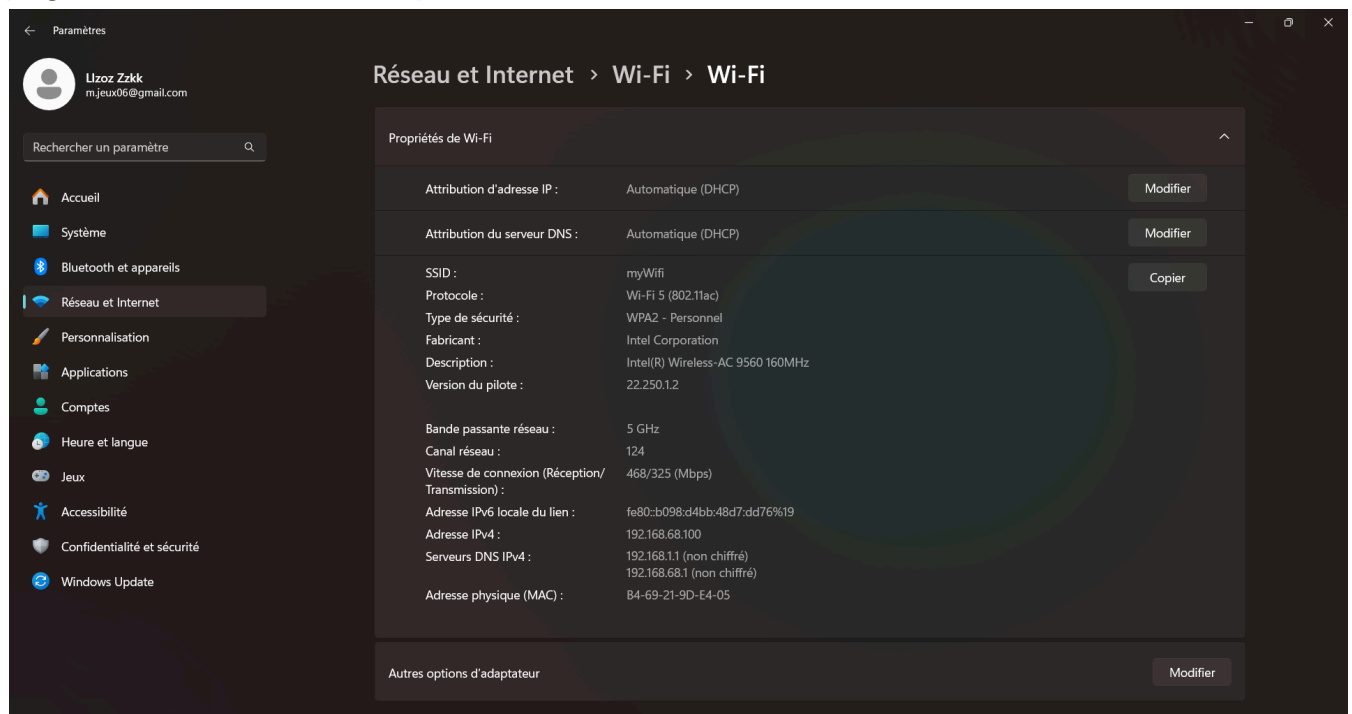 Paramètres
LIzoz Zzkk
m.jeux06@gmail.com
Rechercher un paramètre
Accueil
Système
Bluetooth et appareils
Réseau et Internet
Personnalisation
Applications
Comptes
Heure et langue
Jeux
Accessibilité
Confidentialité et sécurité
Windows Update
Réseau et Internet > Wi-Fi > Wi-Fi
Propriétés de Wi-Fi
Attribution d'adresse IP : Automatique (DHCP) Modifier
Attribution du serveur DNS : Automatique (DHCP) Modifier
SSID : myWifi Copier
Protocole : Wi-Fi 5 (802.11ac)
Type de sécurité : WPA2 - Personnel
Fabricant : Intel Corporation
Description : Intel(R) Wireless-AC 9560 160MHz
Version du pilote : 22.250.1.2
Bande passante réseau : 5 GHz
Canal réseau : 124
Vitesse de connexion (Réception/ 468/325 (Mbps)
Transmission) :
Adresse IPv6 locale du lien : fe80::b098:d4bb:48d7:dd76%19
Adresse IPv4 : 192.168.68.100
Serveurs DNS IPv4 : 192.168.1.1 (non chiffré)
192.168.68.1 (non chiffré)
Adresse physique (MAC) : B4-69-21-9D-E4-05
Autres options d'adaptateur Modifier